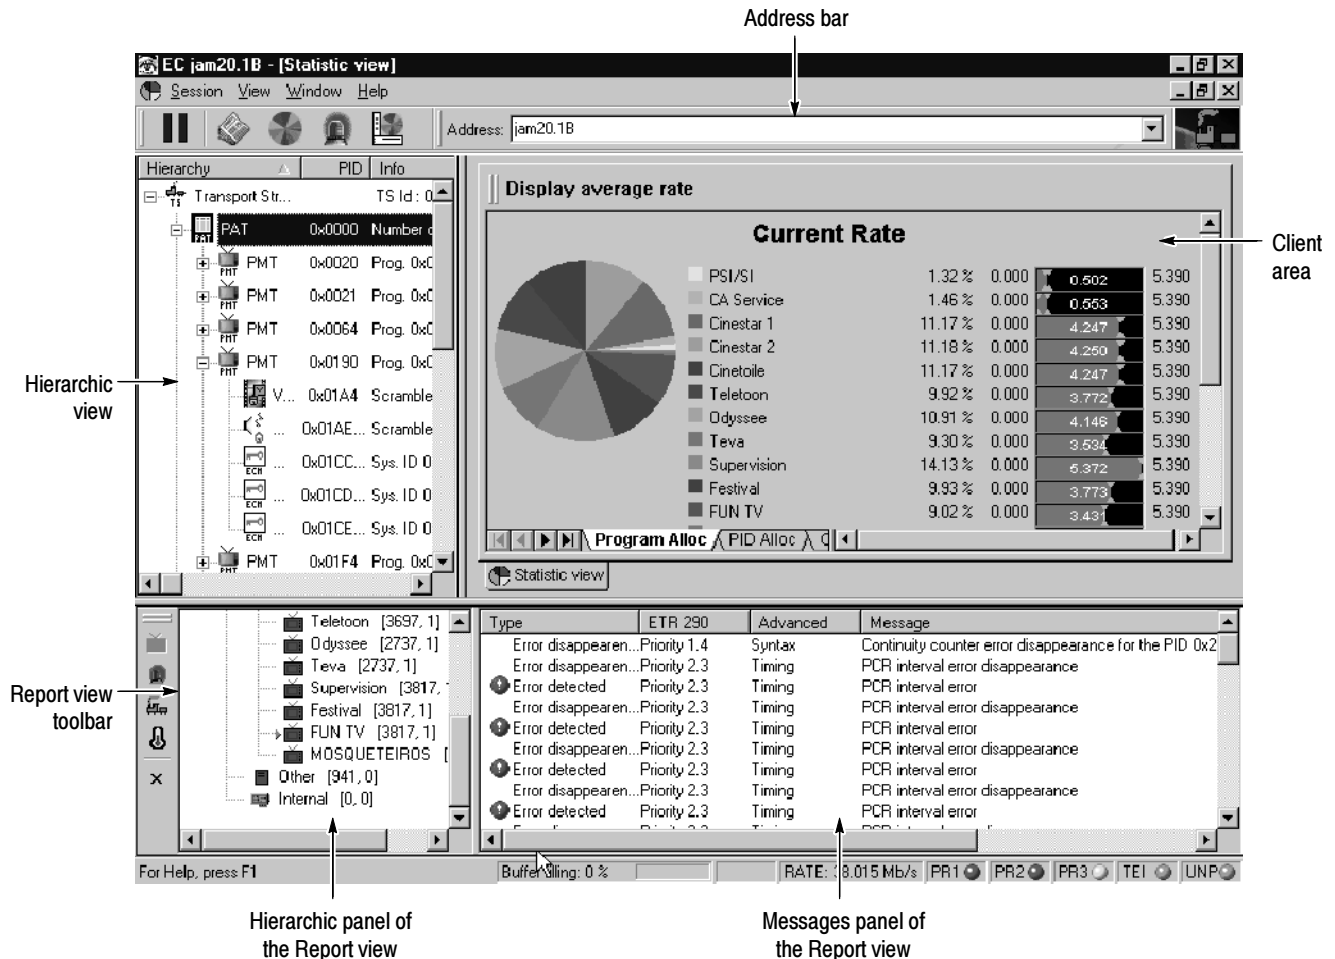 Address bar
EC jam20.1B - [Statistic view]
Session View Window Help
Address: jam20.1B
Hierarchy PID Info
Transport Str... TS Id : 0
PAT 0x0000 Number
PMT 0x0020 Prog. 0x0
PMT 0x0021 Prog. 0x0
PMT 0x0064 Prog. 0x0
PMT 0x0190 Prog. 0x0
V... 0x01A4 Scramble
... 0x01AE... Scramble
... 0x01CC... Sys. ID 0
... 0x01CD... Sys. ID 0
... 0x01CE... Sys. ID 0
PMT 0x01F4 Prog. 0x0
TS
PAT
PMT
PMT
PMT
PMT
ECM
ECM
ECM
PMT
Hierarchic
view
Display average rate
Current Rate
PSI/SI 1.32 % 0.000 0.502 5.390
CA Service 1.46 % 0.000 0.553 5.390
Cinestar 1 11.17 % 0.000 4.247 5.390
Cinestar 2 11.18 % 0.000 4.250 5.390
Cinetoile 11.17 % 0.000 4.247 5.390
Teletoon 9.92 % 0.000 3.772 5.390
Odyssee 10.91 % 0.000 4.146 5.390
Teva 9.30 % 0.000 3.534 5.390
Supervision 14.13 % 0.000 5.372 5.390
Festival 9.93 % 0.000 3.773 5.390
FUN TV 9.02 % 0.000 3.431 5.390
Program Alloc PID Alloc
Statistic view
Client
area
Report view
toolbar
Teletoon [3697, 1]
Odyssee [2737, 1]
Teva [2737, 1]
Supervision [3817,
Festival [3817, 1]
FUN TV [3817, 1]
MOSQUETEIROS [
Other [941, 0]
Internal [0, 0]
Type ETR 290 Advanced Message
Error disappearen... Priority 1.4 Syntax Continuity counter error disappearance for the PID 0x2
Error disappearen... Priority 2.3 Timing PCR interval error disappearance
Error detected Priority 2.3 Timing PCR interval error
Error disappearen... Priority 2.3 Timing PCR interval error disappearance
Error detected Priority 2.3 Timing PCR interval error
Error disappearen... Priority 2.3 Timing PCR interval error disappearance
Error detected Priority 2.3 Timing PCR interval error
Error disappearen... Priority 2.3 Timing PCR interval error disappearance
Error detected Priority 2.3 Timing PCR interval error
For Help, press F1 Buffer filling: 0 % RATE: 38.015 Mb/s PR1 PR2 PR3 TEI UNP
Hierarchic panel of
the Report view
Messages panel of
the Report view